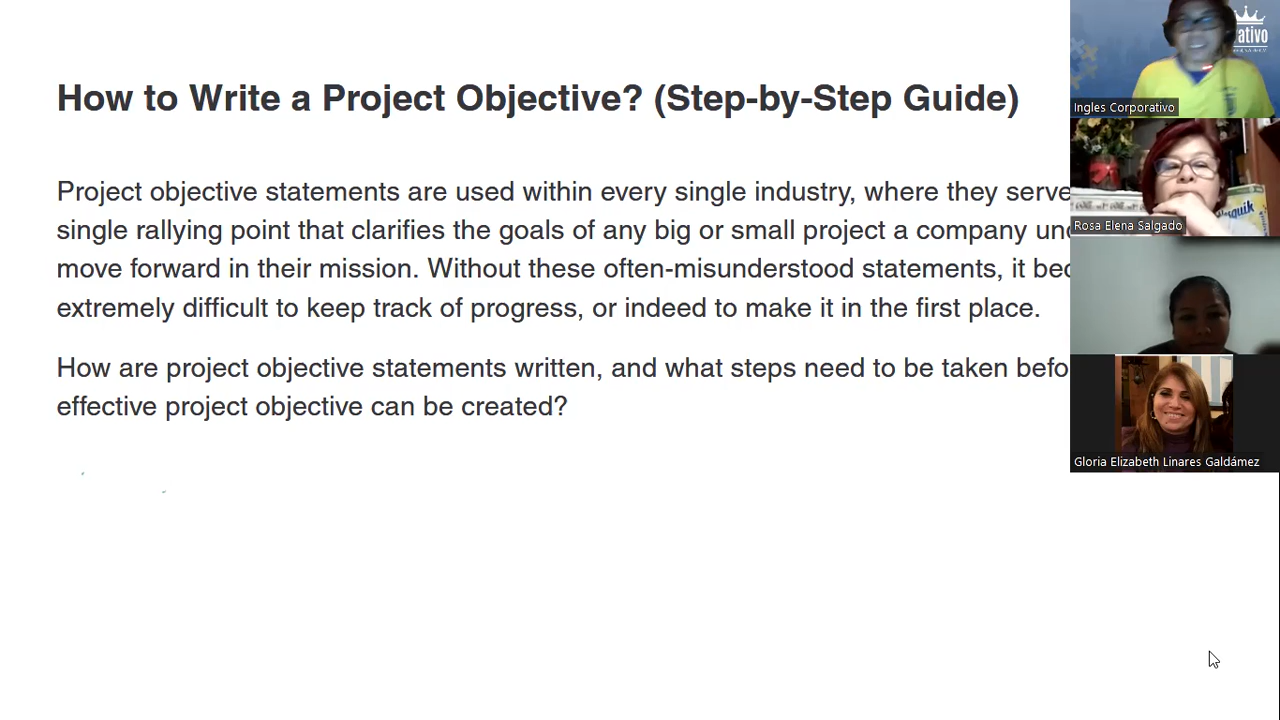 How to Write a Project Objective? (Step-by-Step Guide)
Project objective statements are used within every single industry, where they serve
single rallying point that clarifies the goals of any big or small project a company
move forward in their mission. Without these often-misunderstood statements, it
extremely difficult to keep track of progress, or indeed to make it in the first place.
How are project objective statements written, and what steps need to be taken
effective project objective can be created?
ativo
Ingles Corporativo
Rosa Elena Salgado
Gloria Elizabeth Linares Galdámez